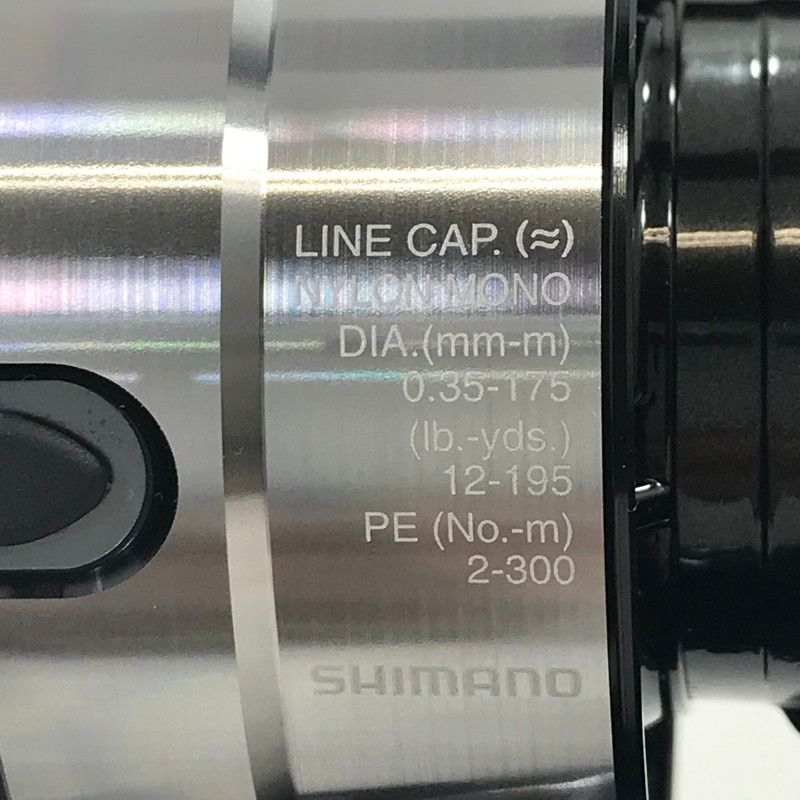 LINE CAP. (≈)
NYLON MONO
DIA.(mm-m)
0.35-175
(lb.-yds.)
12-195
PE (No.-m)
2-300
SHIMANO